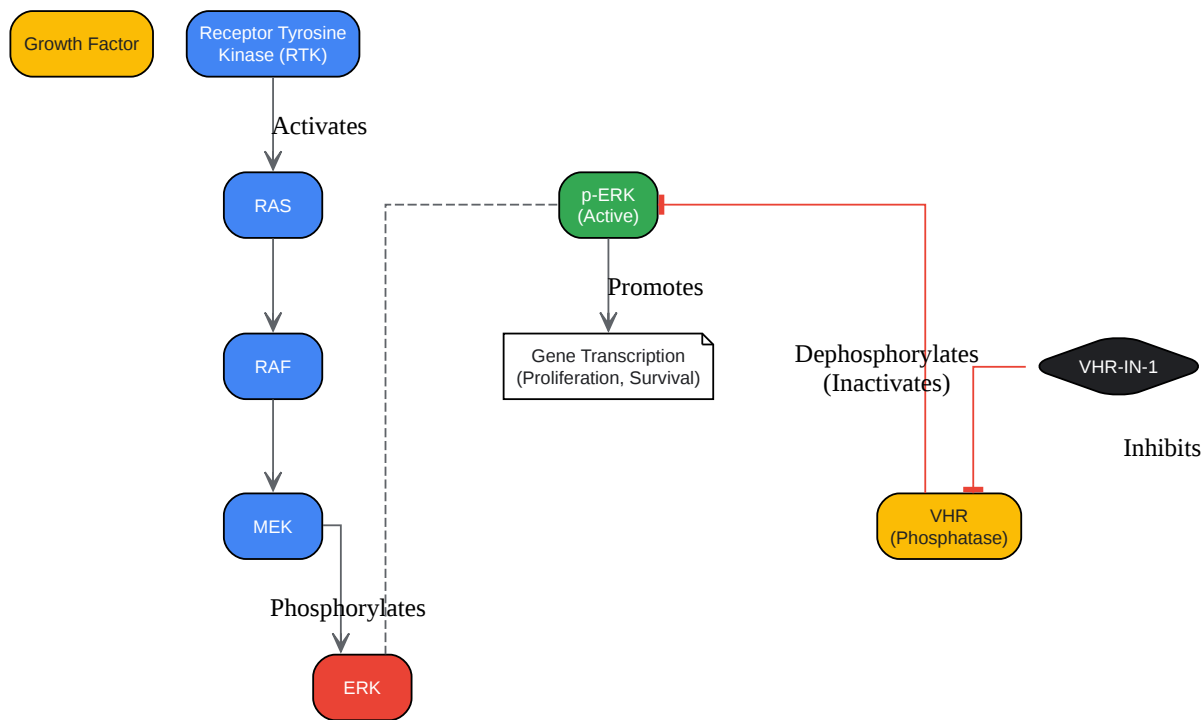 Growth Factor
Receptor Tyrosine
Kinase (RTK)
Activates
RAS
p-ERK
(Active)
Promotes
RAF
Gene Transcription
(Proliferation, Survival)
Dephosphorylates
(Inactivates)
VHR-IN-1
Inhibits
MEK
VHR
(Phosphatase)
Phosphorylates
ERK